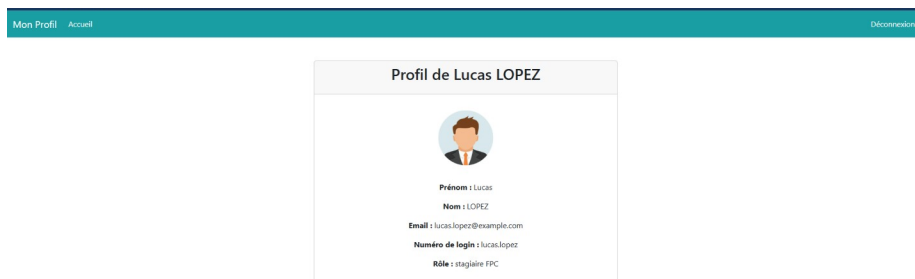 Mon Profil Accueil Déconnexion
Profil de Lucas LOPEZ
Prénom : Lucas
Nom : LOPEZ
Email : lucas.lopez@example.com
Numéro de login : lucas.lopez
Rôle : stagiaire FPC